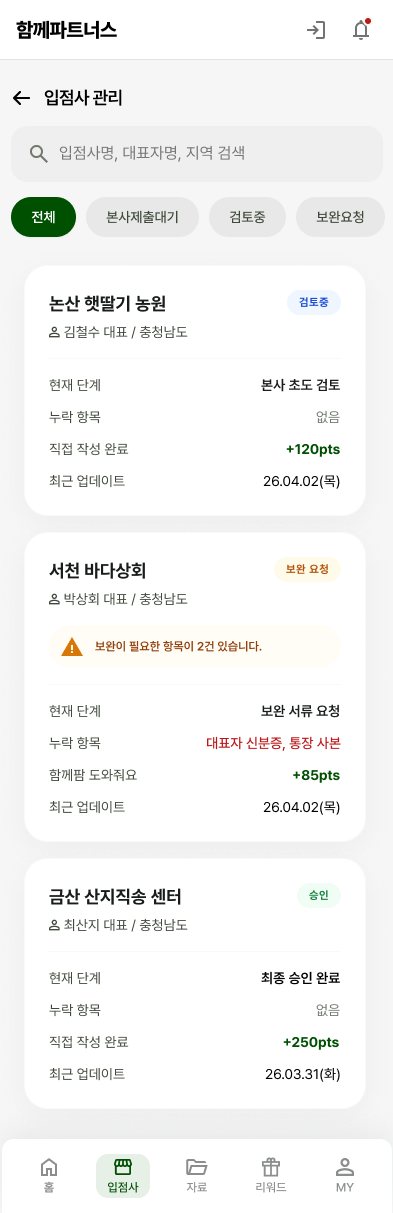 함께파트너스
입점사 관리
입점사명, 대표자명, 지역 검색
전체 본사제출대기 검토중 보완요청
논산 햇딸기 농원 검토중
김철수 대표 / 충청남도
현재 단계 본사 초도 검토
누락 항목 없음
직접 작성 완료 +120pts
최근 업데이트 26.04.02(목)
서천 바다상회 보완 요청
박상회 대표 / 충청남도
보완이 필요한 항목이 2건 있습니다.
현재 단계 보완 서류 요청
누락 항목 대표자 신분증, 통장 사본
함께팜 도와줘요 +85pts
최근 업데이트 26.04.02(목)
금산 산지직송 센터 승인
최산지 대표 / 충청남도
현재 단계 최종 승인 완료
누락 항목 없음
직접 작성 완료 +250pts
최근 업데이트 26.03.31(화)
홈 입점사 자료 리워드 MY